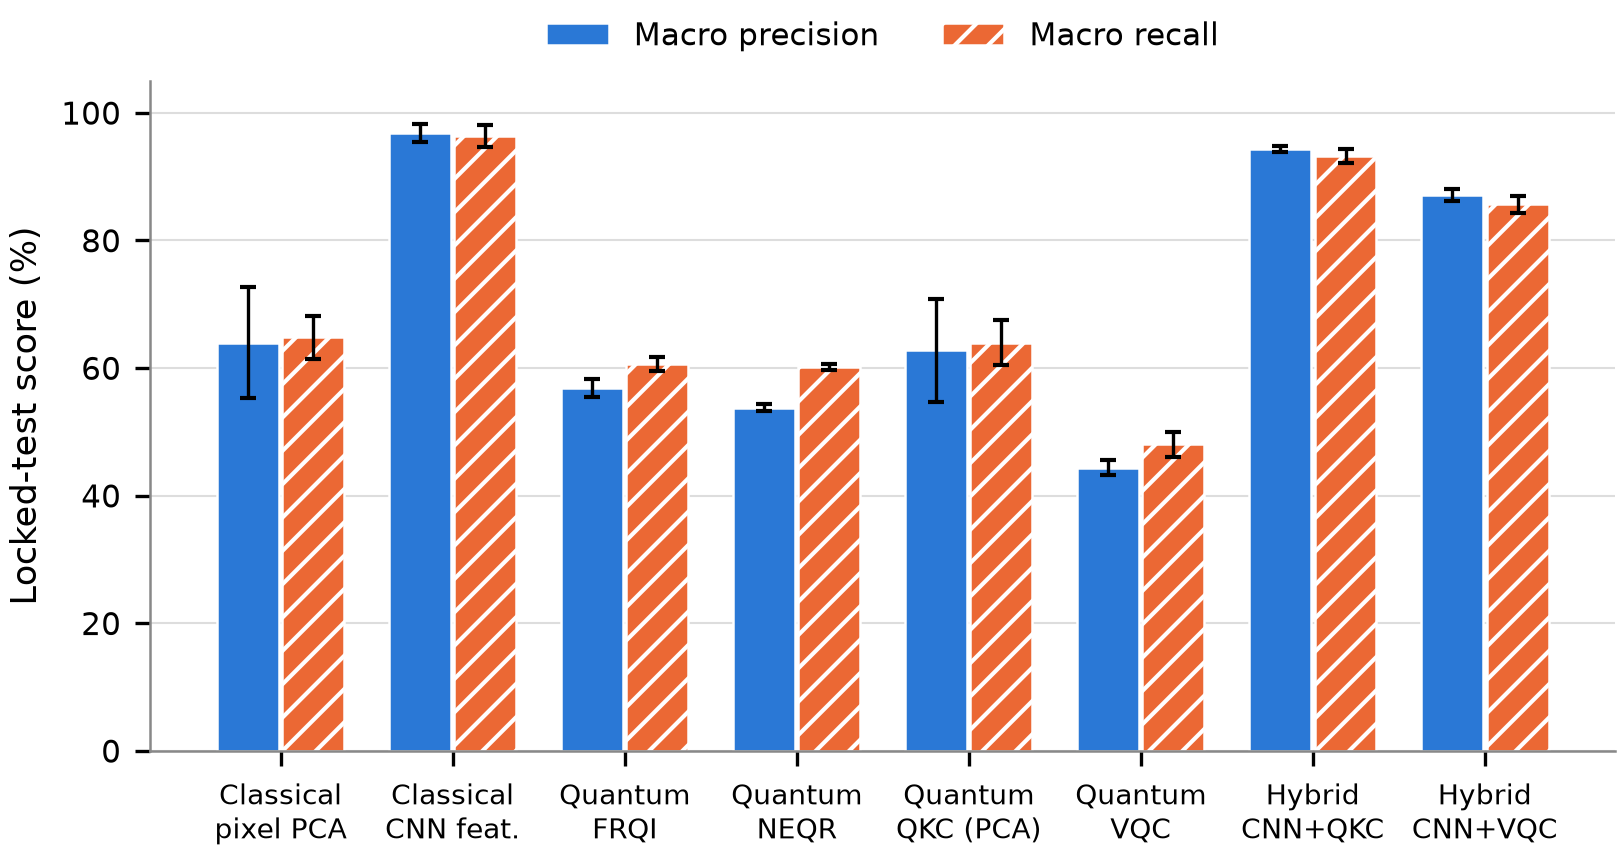 Macro precision
Macro recall
Locked-test score (%)
100
80
60
40
20
0
Classical
pixel PCA
Classical
CNN feat.
Quantum
FRQI
Quantum
NEQR
Quantum
QKC (PCA)
Quantum
VQC
Hybrid
CNN+QKC
Hybrid
CNN+VQC